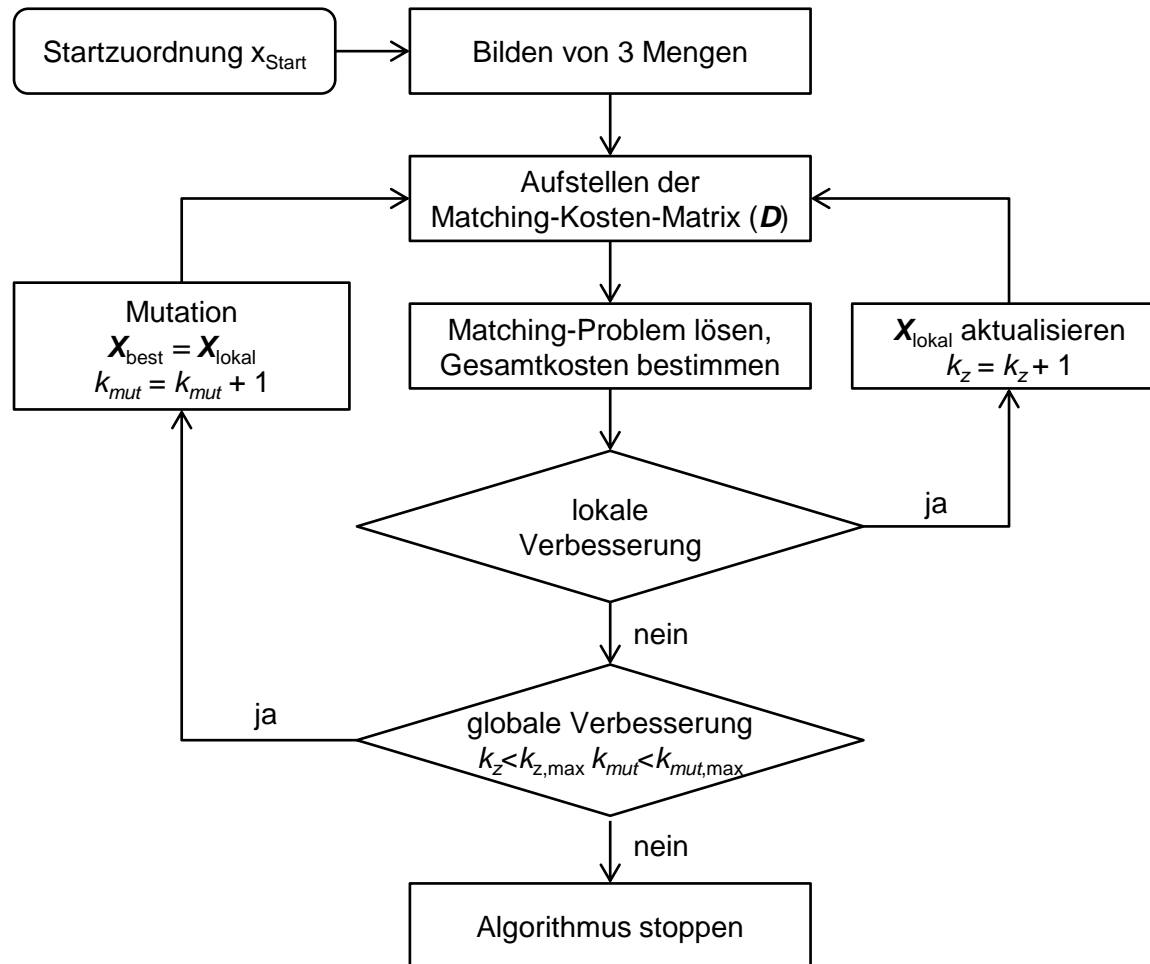 Startzuordnung xStart
Bilden von 3 Mengen
Aufstellen der
Matching-Kosten-Matrix (D)
Mutation
Xbest = Xlokal
kmut = kmut + 1
Matching-Problem lösen,
Gesamtkosten bestimmen
Xlokal aktualisieren
kz = kz + 1
lokale
Verbesserung
ja
nein
globale Verbesserung
kz<kz,max kmut<kmut,max
ja
nein
Algorithmus stoppen